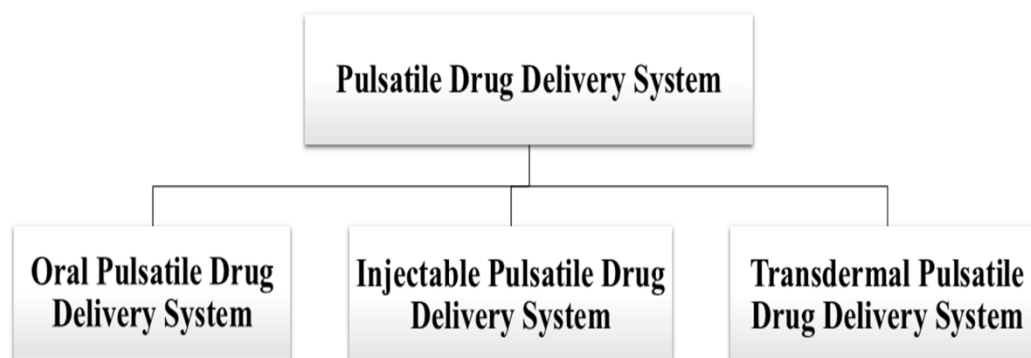 Pulsatile Drug Delivery System
Oral Pulsatile Drug
Delivery System
Injectable Pulsatile Drug
Delivery System
Transdermal Pulsatile
Drug Delivery System